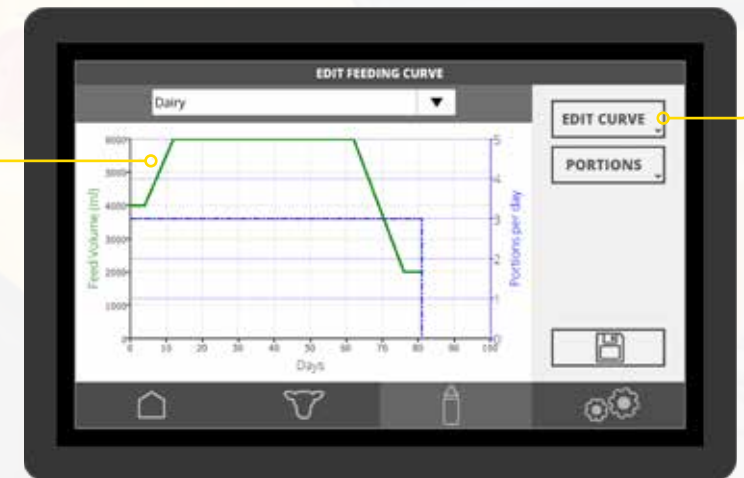 EDIT FEEDING CURVE
Dairy
EDIT CURVE
PORTIONS
6000
5000
4000
3000
2000
1000
0
Feed Volume (ml)
5
4
3
2
1
0
Portions per day
0 10 20 30 40 50 60 70 80 90 100
Days